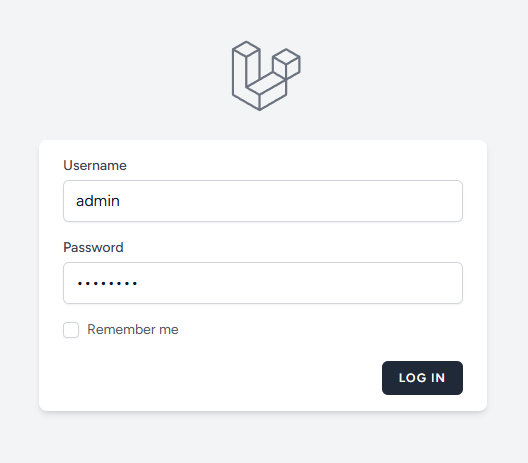 Username
admin
Password
••••••••
Remember me
LOG IN